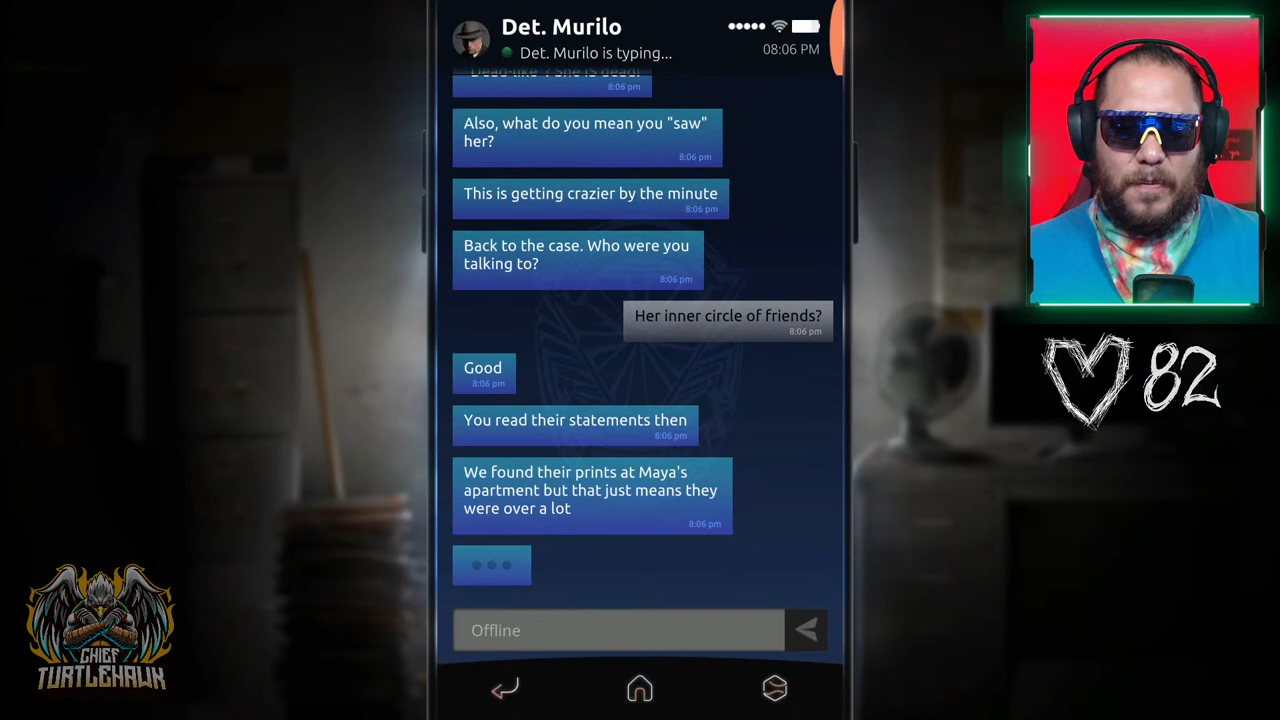 Det. Murilo
Det. Murilo is typing...
08:06 PM
8:06 pm
Also, what do you mean you "saw"
her?
8:06 pm
This is getting crazier by the minute
8:06 pm
Back to the case. Who were you
talking to?
8:06 pm
Her inner circle of friends?
8:06 pm
Good
8:06 pm
You read their statements then
8:06 pm
We found their prints at Maya's
apartment but that just means they
were over a lot
8:06 pm
Offline
82
CHIEF
TURTLEHAWK